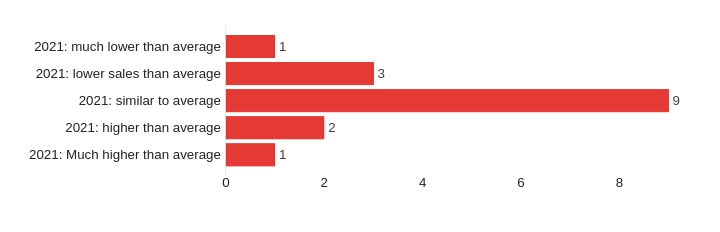 2021: much lower than average 1
2021: lower sales than average 3
2021: similar to average 9
2021: higher than average 2
2021: Much higher than average 1
0 2 4 6 8